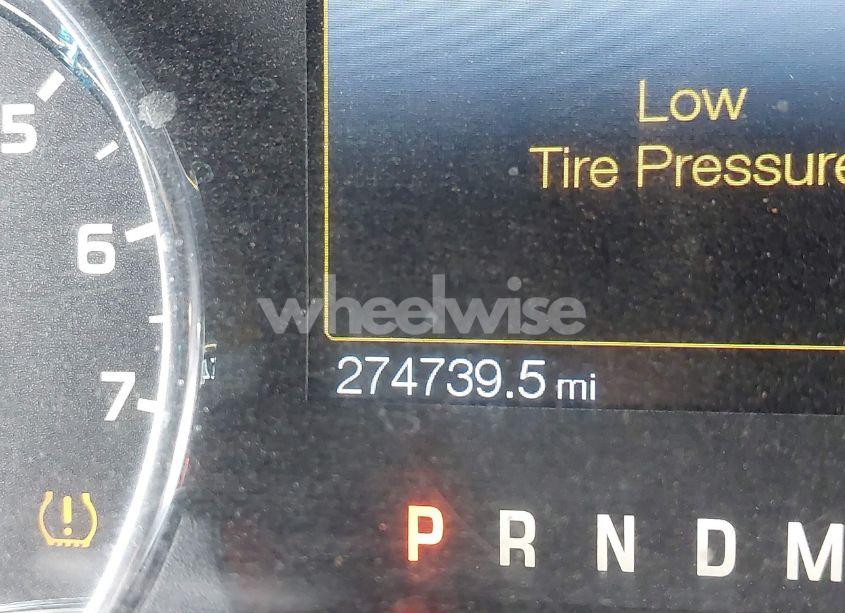 5
6
7
Low
Tire Pressure
wheelwise
274739.5 mi
P R N D M